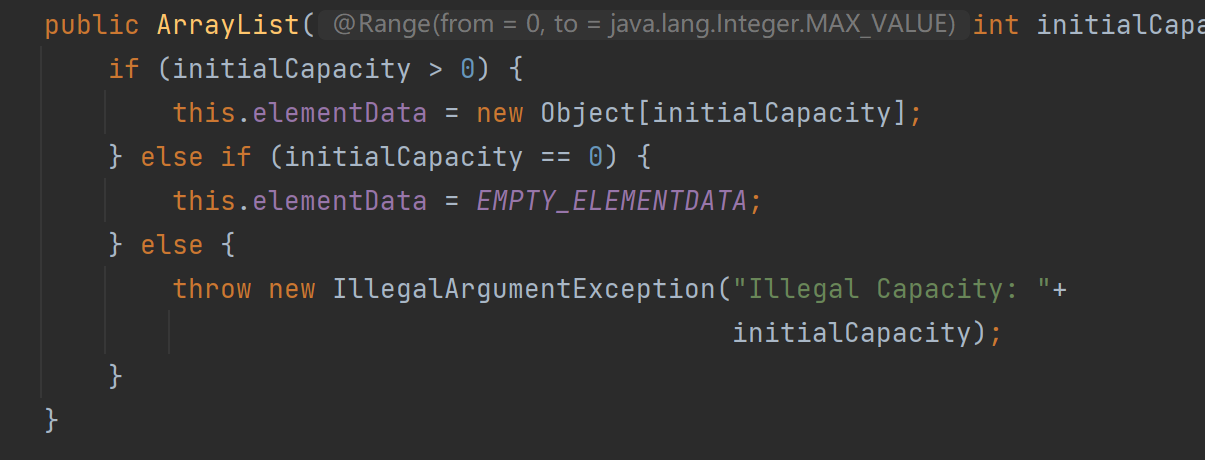 public ArrayList( @Range(from = 0, to = java.lang.Integer.MAX_VALUE) int initialCapa
if (initialCapacity > 0) {
this.elementData = new Object[initialCapacity];
} else if (initialCapacity == 0) {
this.elementData = EMPTY_ELEMENTDATA;
} else {
throw new IllegalArgumentException("Illegal Capacity: "+
initialCapacity);
}
}